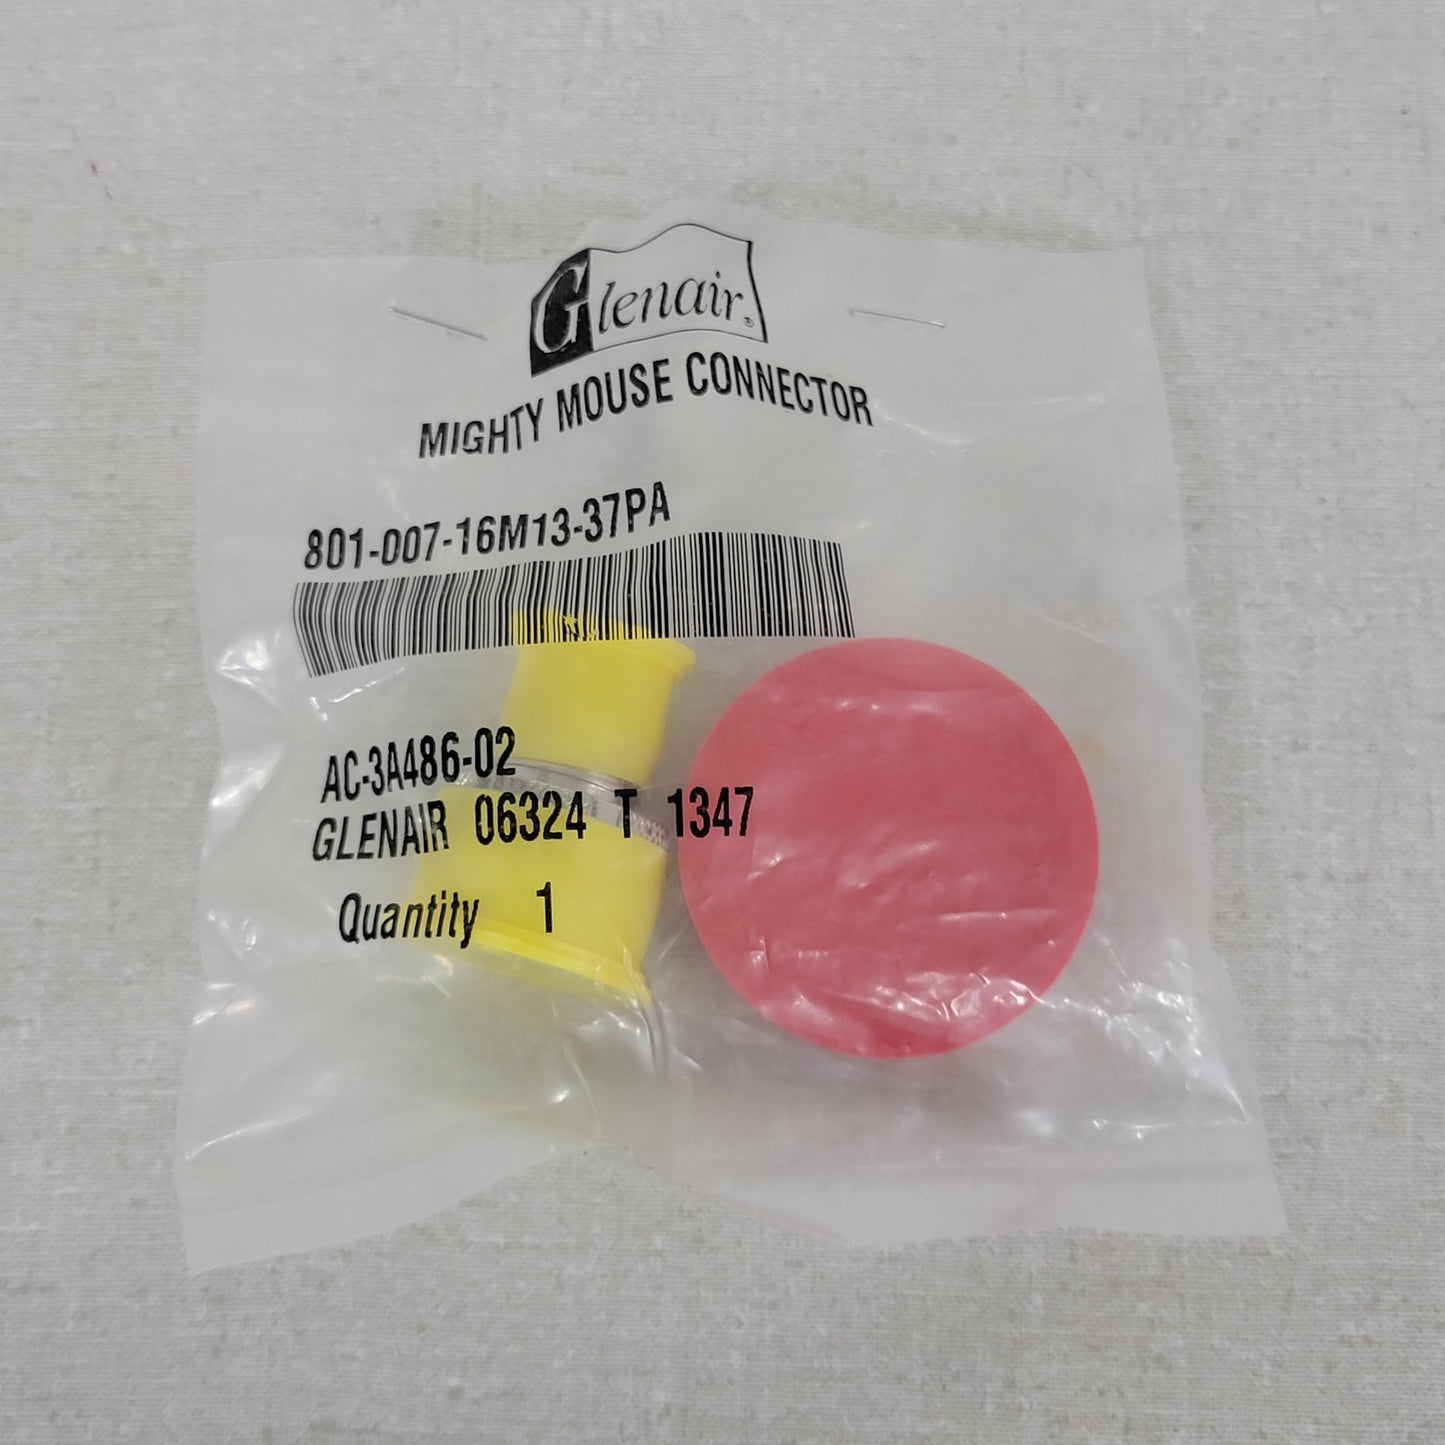 Glenair®
MIGHTY MOUSE CONNECTOR
801-007-16M13-37PA
AC-3A486-02
GLENAIR 06324 T 1347
Quantity 1